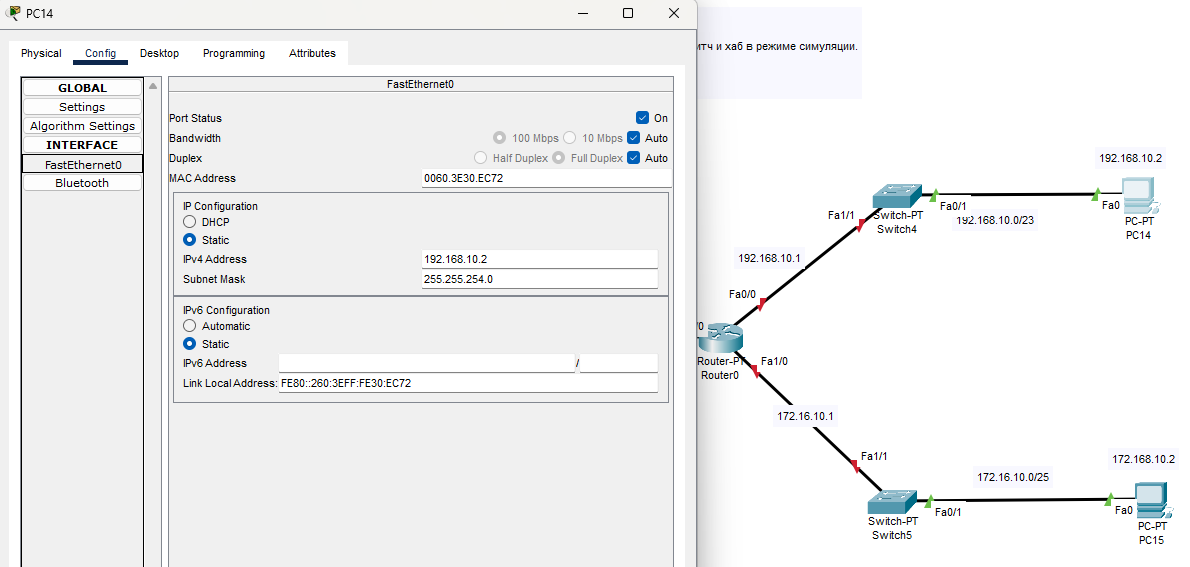 PC14
Physical Config Desktop Programming Attributes
GLOBAL
Settings
Algorithm Settings
INTERFACE
FastEthernet0
Bluetooth
FastEthernet0
Port Status On
Bandwidth 100 Mbps 10 Mbps Auto
Duplex Half Duplex Full Duplex Auto
MAC Address 0060.3E30.EC72
IP Configuration
DHCP
Static
IPv4 Address 192.168.10.2
Subnet Mask 255.255.254.0
IPv6 Configuration
Automatic
Static
IPv6 Address /
Link Local Address: FE80::260:3EFF:FE30:EC72
и хаб в режиме симуляции.
192.168.10.2
Fa0/1
Fa0
Fa1/1
Switch-PT
Switch4
192.168.10.0/23
PC-PT
PC14
192.168.10.1
Fa0/0
Router-PT
Router0
Fa1/0
172.16.10.1
Fa1/1
172.168.10.2
172.16.10.0/25
Fa0/1
Fa0
Switch-PT
Switch5
PC-PT
PC15